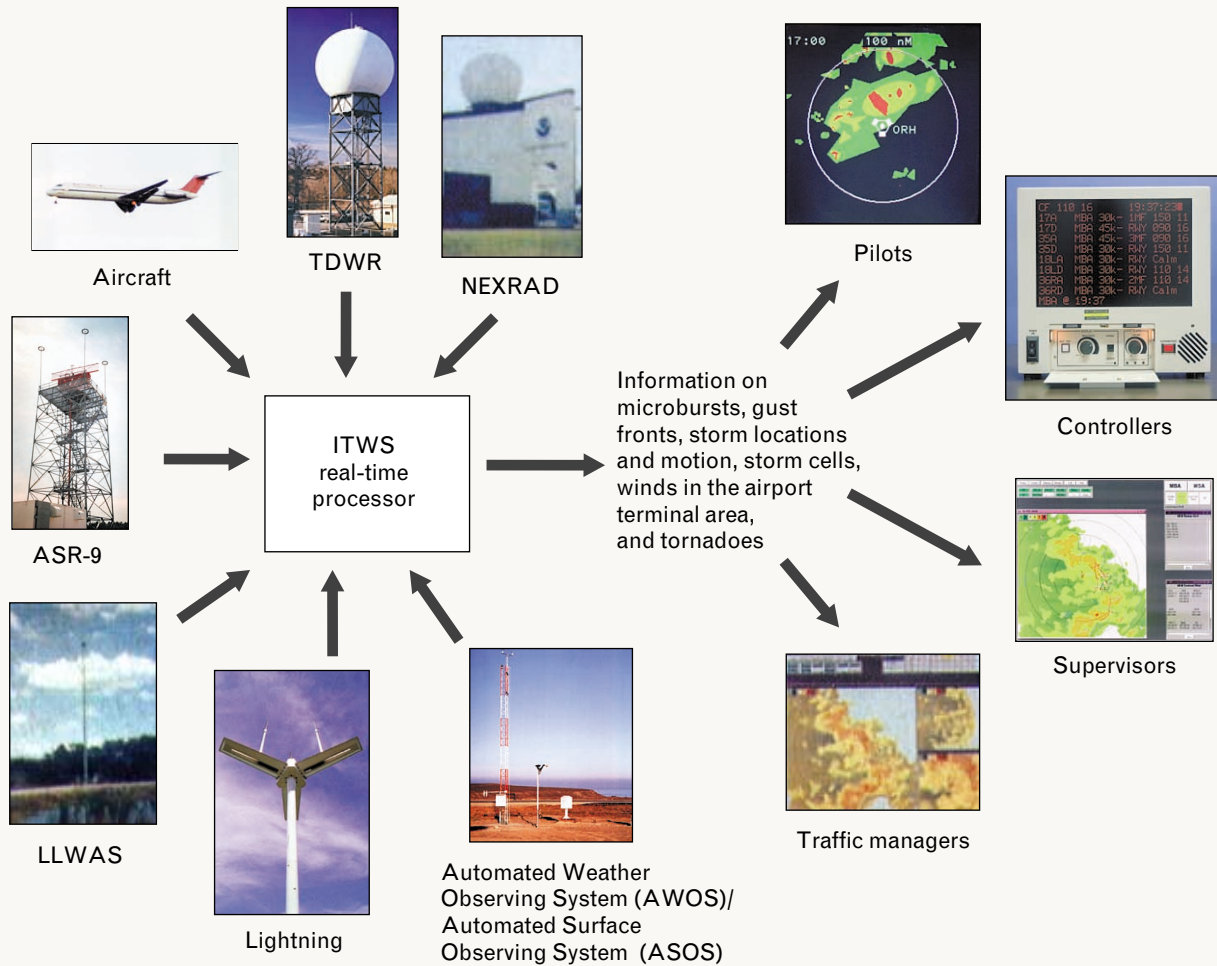 Aircraft
TDWR
NEXRAD
ASR-9
ITWS
real-time
processor
LLWAS
Lightning
Automated Weather
Observing System (AWOS)/
Automated Surface
Observing System (ASOS)
Information on
microbursts, gust
fronts, storm locations
and motion, storm cells,
winds in the airport
terminal area,
and tornadoes
17:00 100 nM
ORH
Pilots
CF 110 16 19:37:23
17A MBA 30k- 1MF 150 11
17D MBA 45k- RWY 090 16
35A MBA 45k- 3MF 090 16
35D MBA 30k- RWY 150 11
18LA MBA 30k- RWY Calm
18LD MBA 30k- RWY 110 14
36RA MBA 30k- 2MF 110 14
36RD MBA 30k- RWY Calm
MBA @ 19:37
Controllers
MBA WSA
Supervisors
Traffic managers